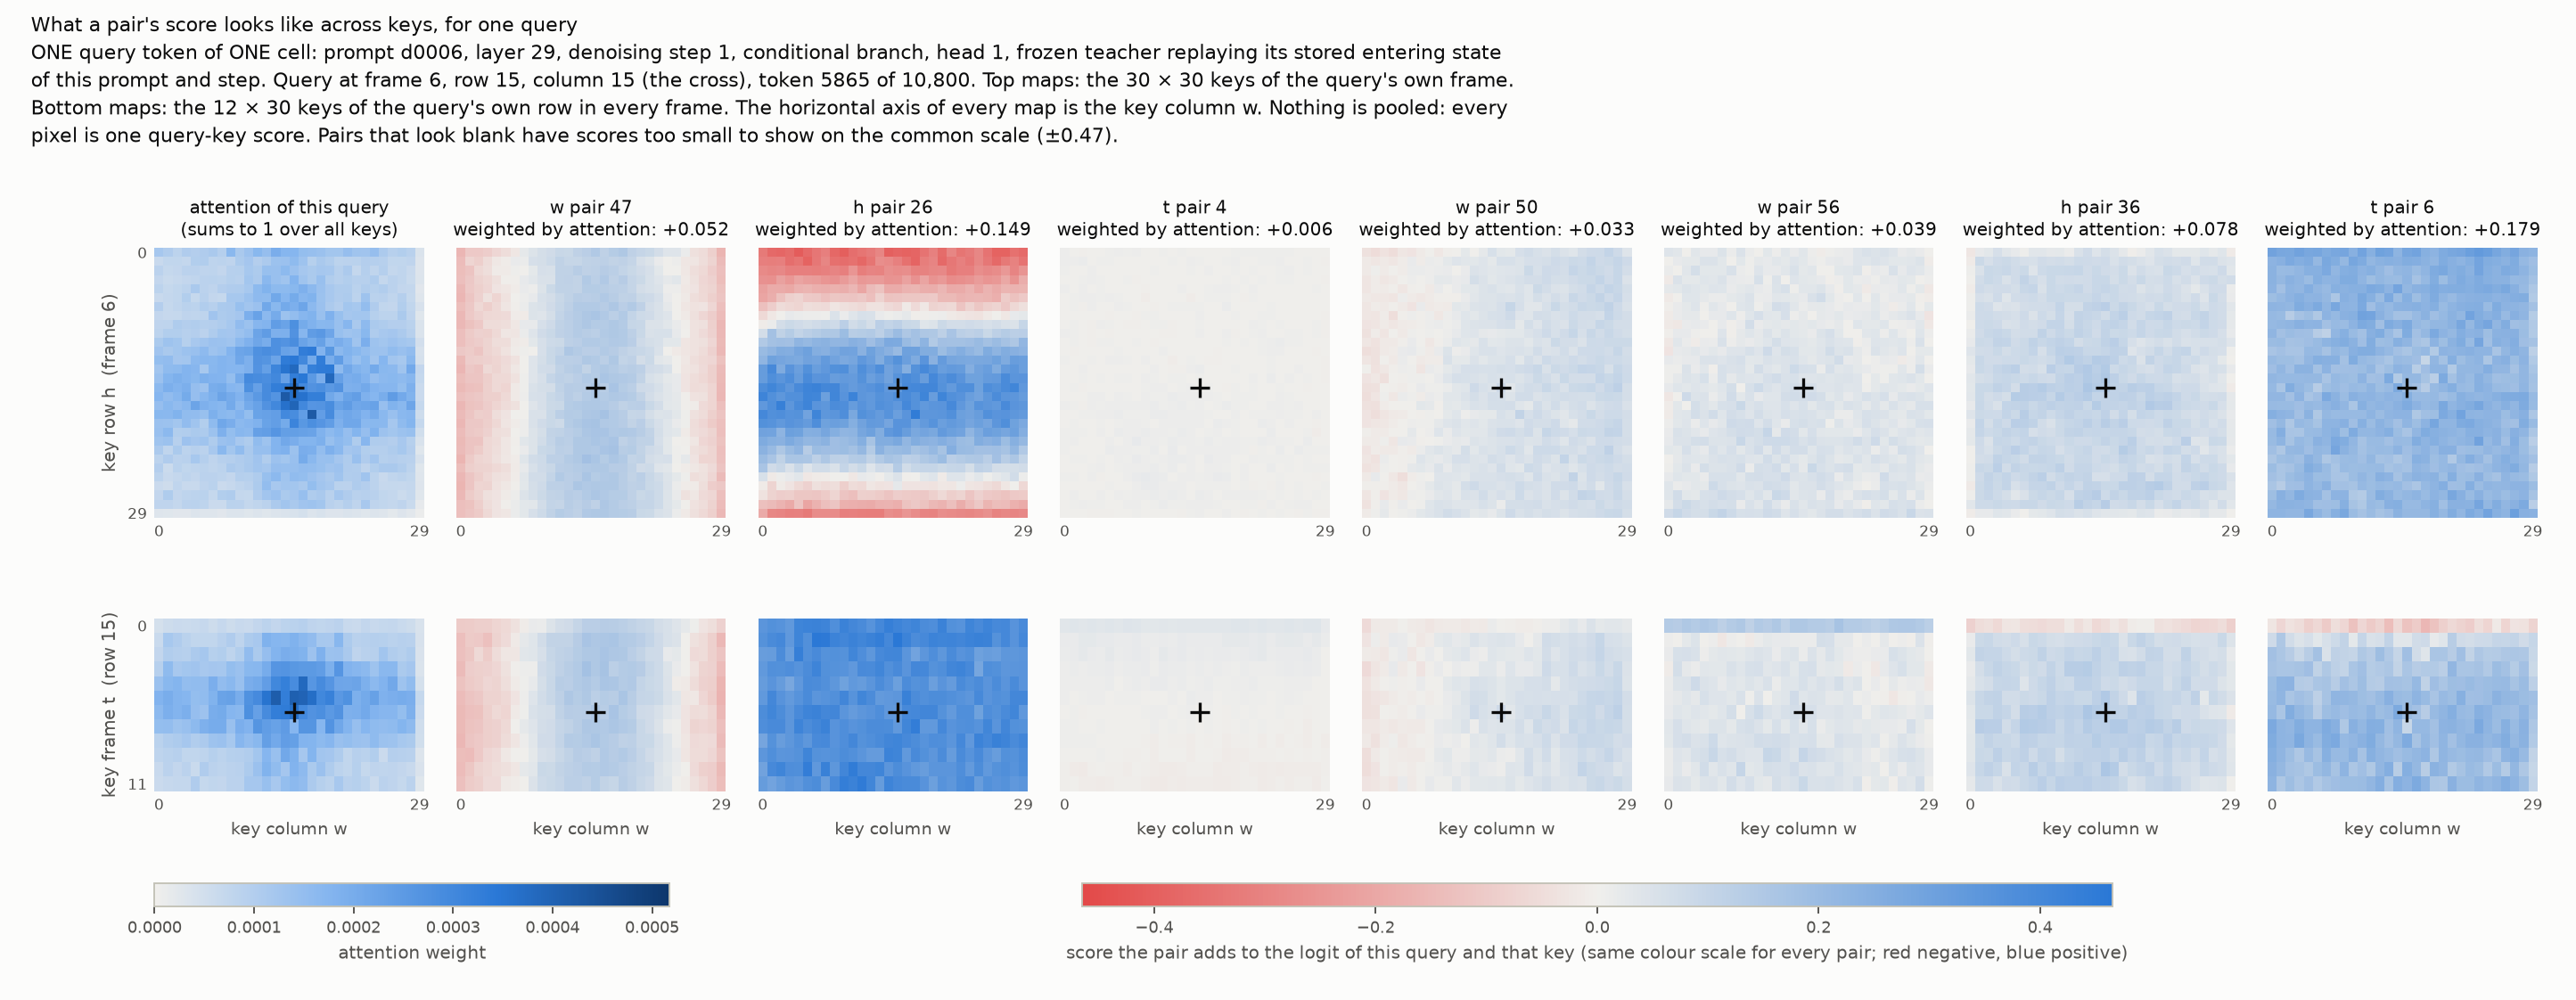 What a pair's score looks like across keys, for one query
ONE query token of ONE cell: prompt d0006, layer 29, denoising step 1, conditional branch, head 1, frozen teacher replaying its stored entering state
of this prompt and step. Query at frame 6, row 15, column 15 (the cross), token 5865 of 10,800. Top maps: the 30 × 30 keys of the query's own frame.
Bottom maps: the 12 × 30 keys of the query's own row in every frame. The horizontal axis of every map is the key column w. Nothing is pooled: every
pixel is one query-key score. Pairs that look blank have scores too small to show on the common scale (±0.47).
attention of this query
(sums to 1 over all keys)
w pair 47
weighted by attention: +0.052
h pair 26
weighted by attention: +0.149
t pair 4
weighted by attention: +0.006
w pair 50
weighted by attention: +0.033
w pair 56
weighted by attention: +0.039
h pair 36
weighted by attention: +0.078
t pair 6
weighted by attention: +0.179
key row h (frame 6)
0
29
0 29
0 29
0 29
0 29
0 29
0 29
0 29
0 29
key frame t (row 15)
0
11
0 29
0 29
0 29
0 29
0 29
0 29
0 29
0 29
key column w
key column w
key column w
key column w
key column w
key column w
key column w
key column w
0.0000 0.0001 0.0002 0.0003 0.0004 0.0005
attention weight
−0.4 −0.2 0.0 0.2 0.4
score the pair adds to the logit of this query and that key (same colour scale for every pair; red negative, blue positive)